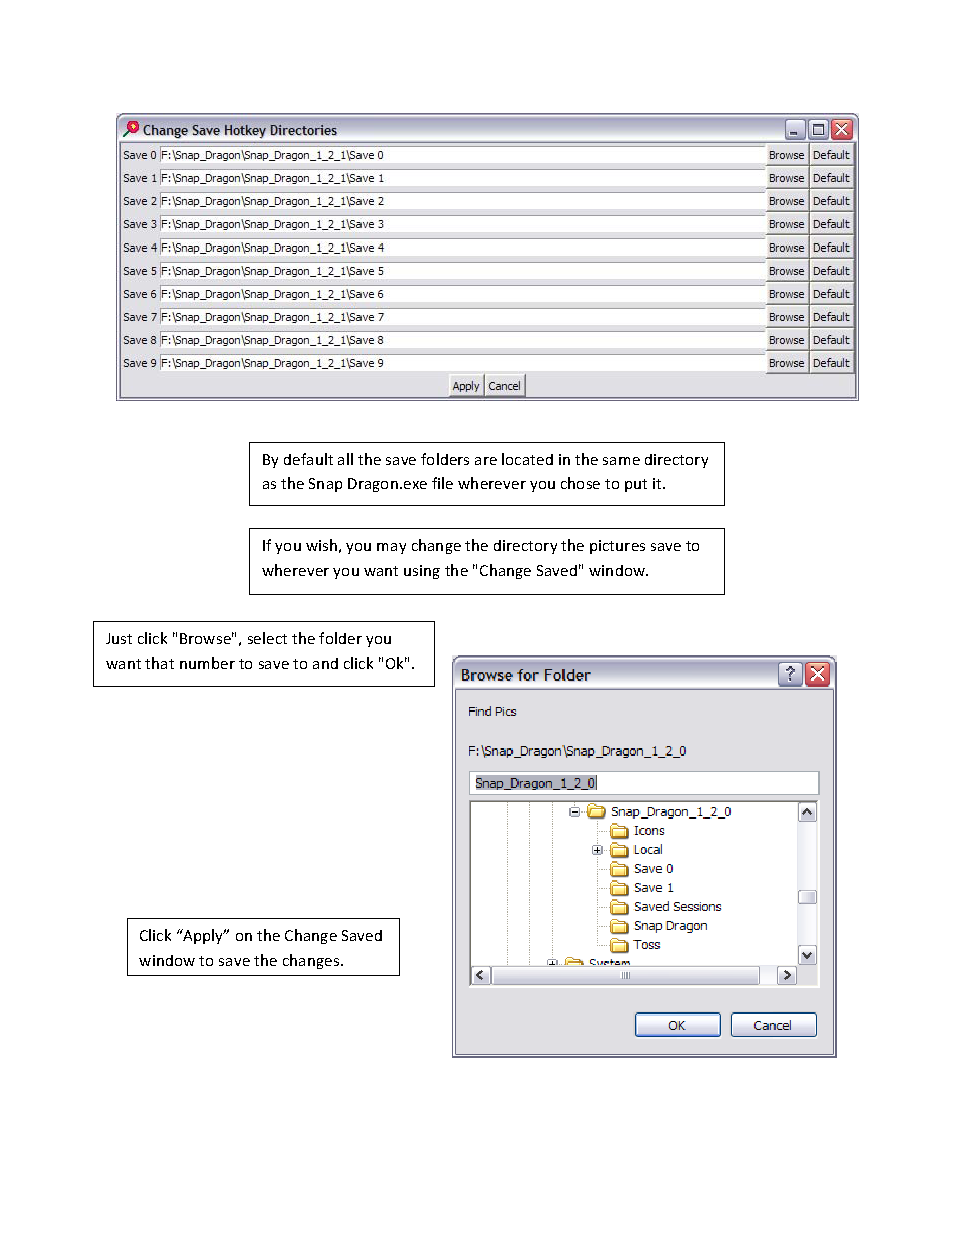 Change Save Hotkey Directories
Save 0 F:\Snap_Dragon\Snap_Dragon_1_2_1\Save 0 Browse Default
Save 1 F:\Snap_Dragon\Snap_Dragon_1_2_1\Save 1 Browse Default
Save 2 F:\Snap_Dragon\Snap_Dragon_1_2_1\Save 2 Browse Default
Save 3 F:\Snap_Dragon\Snap_Dragon_1_2_1\Save 3 Browse Default
Save 4 F:\Snap_Dragon\Snap_Dragon_1_2_1\Save 4 Browse Default
Save 5 F:\Snap_Dragon\Snap_Dragon_1_2_1\Save 5 Browse Default
Save 6 F:\Snap_Dragon\Snap_Dragon_1_2_1\Save 6 Browse Default
Save 7 F:\Snap_Dragon\Snap_Dragon_1_2_1\Save 7 Browse Default
Save 8 F:\Snap_Dragon\Snap_Dragon_1_2_1\Save 8 Browse Default
Save 9 F:\Snap_Dragon\Snap_Dragon_1_2_1\Save 9 Browse Default
Apply Cancel
By default all the save folders are located in the same directory
as the Snap Dragon.exe file wherever you chose to put it.
If you wish, you may change the directory the pictures save to
wherever you want using the "Change Saved" window.
Just click "Browse", select the folder you
want that number to save to and click "Ok".
Browse for Folder
Find Pics
F:\Snap_Dragon\Snap_Dragon_1_2_0
Snap_Dragon_1_2_0
Snap_Dragon_1_2_0
Icons
Local
Save 0
Save 1
Saved Sessions
Snap Dragon
Toss
System
OK Cancel
Click “Apply” on the Change Saved
window to save the changes.